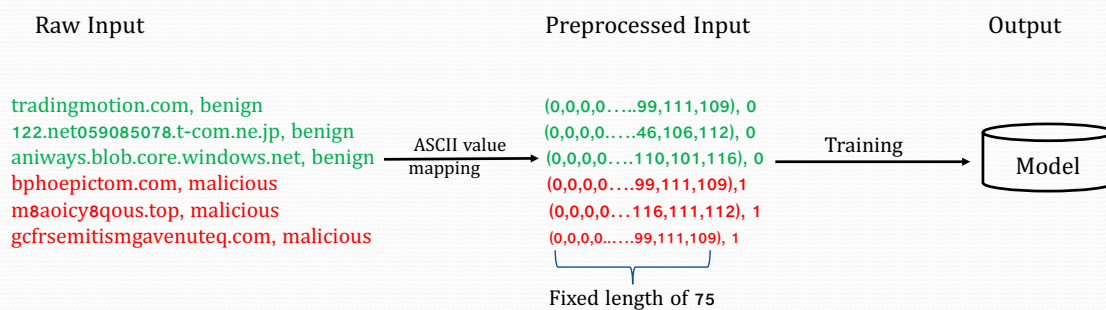 Raw Input
Preprocessed Input
Output
tradingmotion.com, benign
122.net059085078.t-com.ne.jp, benign
aniways.blob.core.windows.net, benign
bphoepictom.com, malicious
m8aoicy8qous.top, malicious
gcfrsemitismgavenuteq.com, malicious
ASCII value
mapping
(0,0,0,0…..99,111,109), 0
(0,0,0,0…..46,106,112), 0
(0,0,0,0….110,101,116), 0
(0,0,0,0….99,111,109),1
(0,0,0,0…116,111,112), 1
(0,0,0,0..….99,111,109), 1
Fixed length of 75
Training
Model